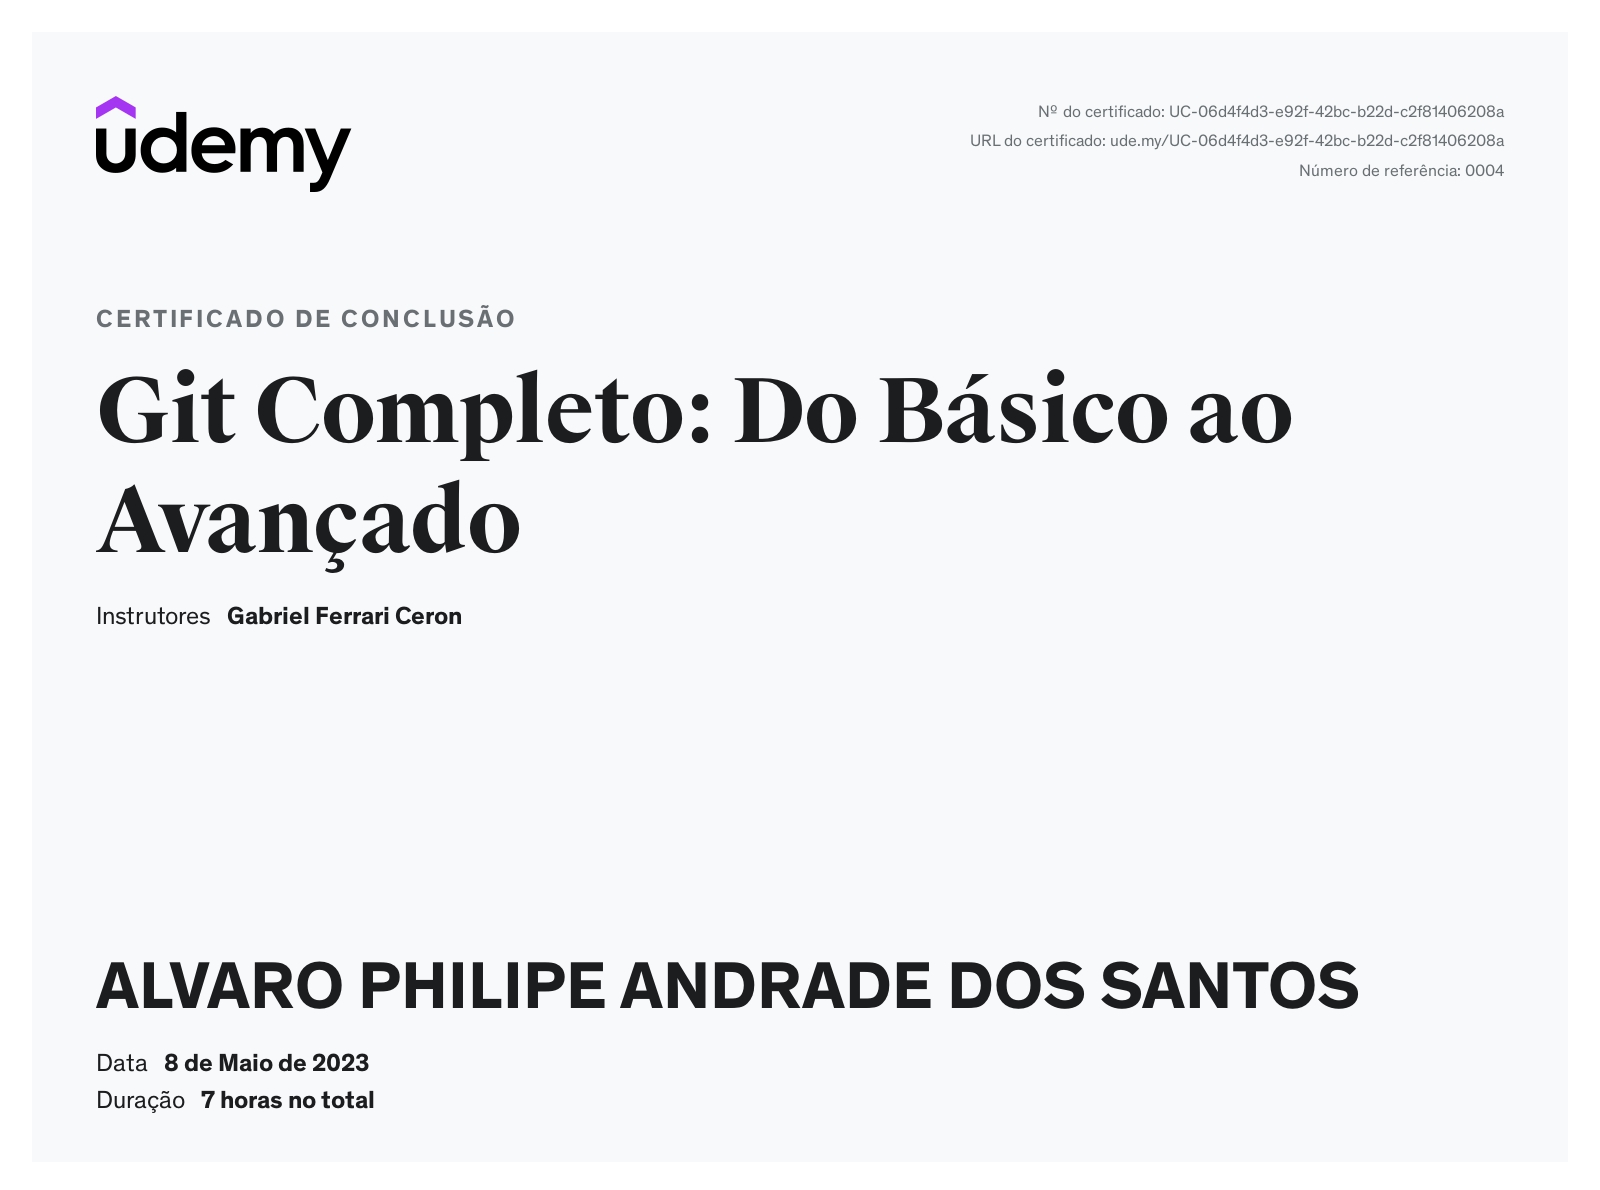 udemy
Nº do certificado: UC-06d4f4d3-e92f-42bc-b22d-c2f81406208a
URL do certificado: ude.my/UC-06d4f4d3-e92f-42bc-b22d-c2f81406208a
Número de referência: 0004
CERTIFICADO DE CONCLUSÃO
Git Completo: Do Básico ao
Avançado
Instrutores Gabriel Ferrari Ceron
ALVARO PHILIPE ANDRADE DOS SANTOS
Data 8 de Maio de 2023
Duração 7 horas no total